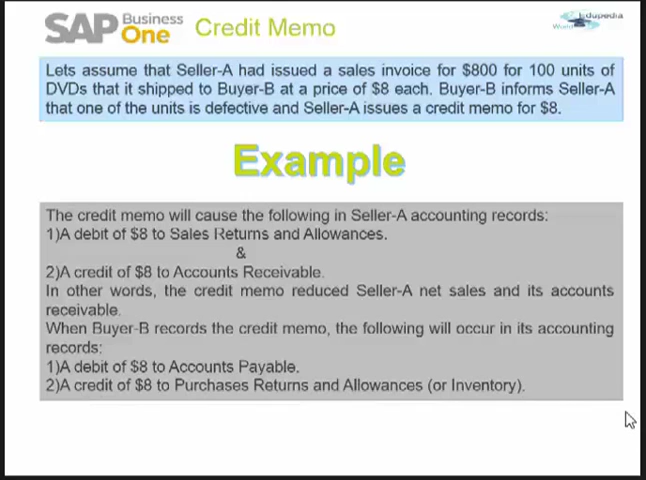 SAP Business One Credit Memo
Edupedia World
Lets assume that Seller-A had issued a sales invoice for $800 for 100 units of
DVDs that it shipped to Buyer-B at a price of $8 each. Buyer-B informs Seller-A
that one of the units is defective and Seller-A issues a credit memo for $8.
Example
The credit memo will cause the following in Seller-A accounting records:
1)A debit of $8 to Sales Returns and Allowances.
&
2)A credit of $8 to Accounts Receivable.
In other words, the credit memo reduced Seller-A net sales and its accounts
receivable.
When Buyer-B records the credit memo, the following will occur in its accounting
records:
1)A debit of $8 to Accounts Payable.
2)A credit of $8 to Purchases Returns and Allowances (or Inventory).